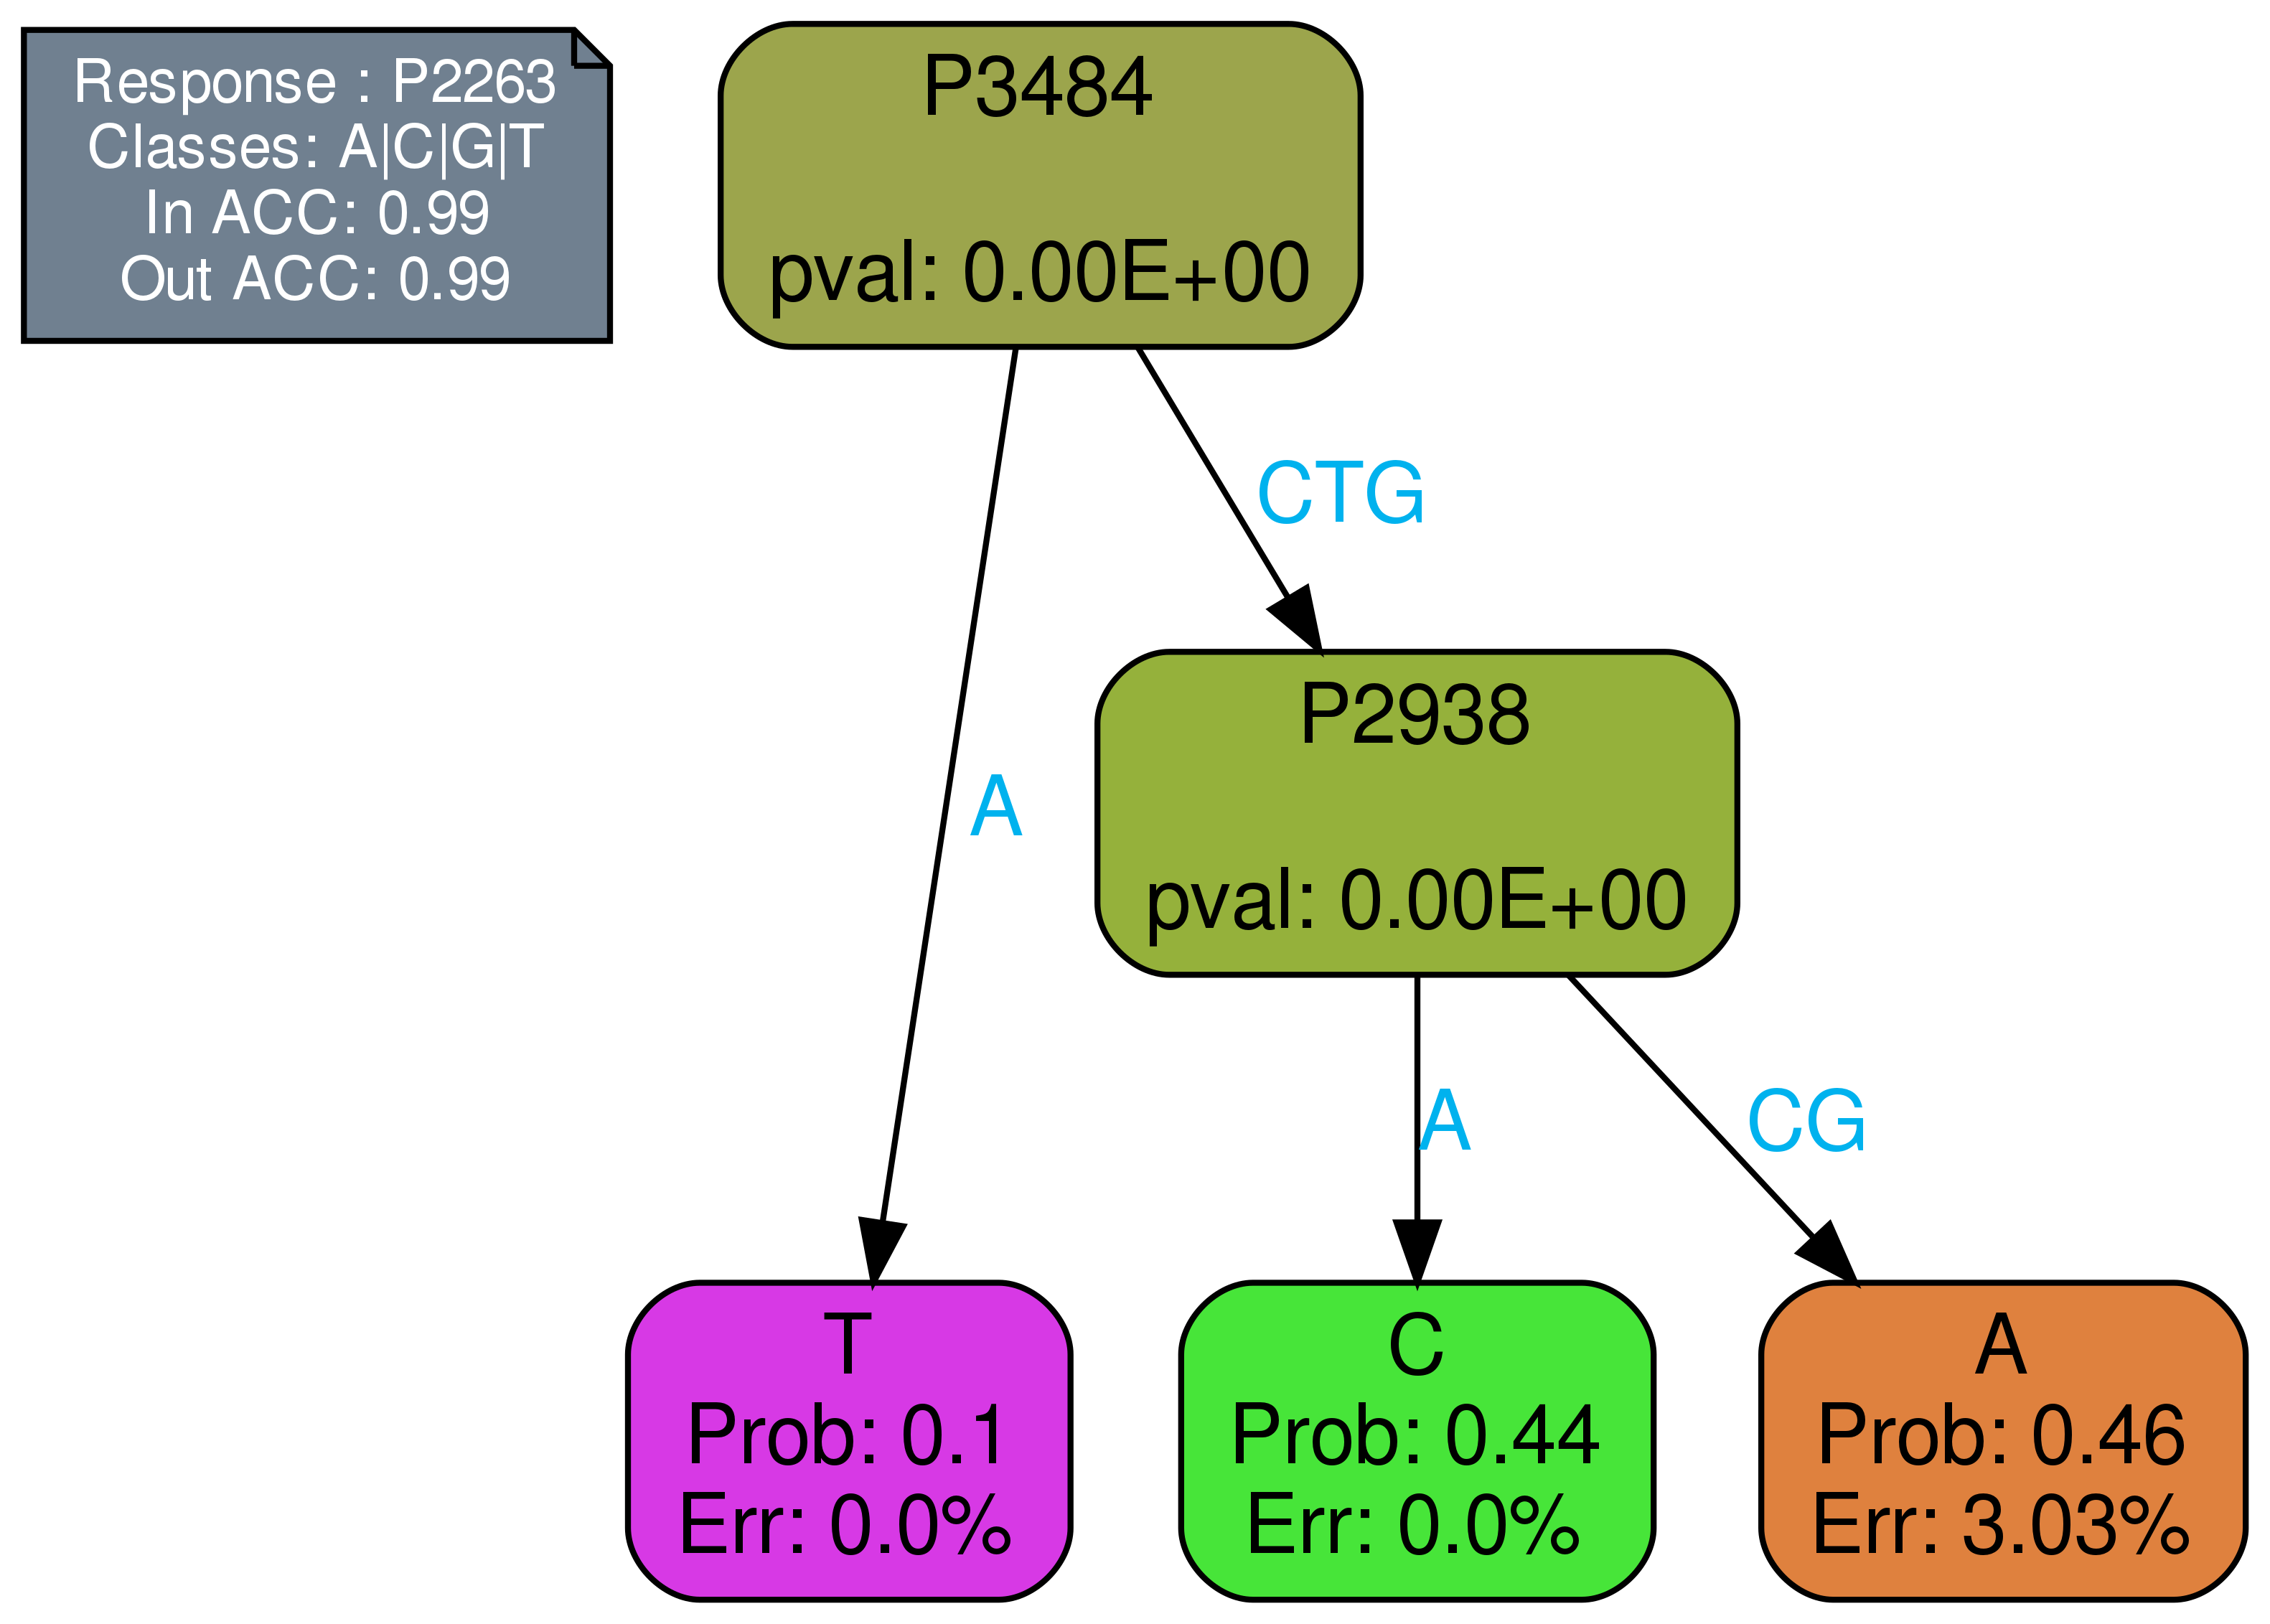 Response : P2263
Classes: A|C|G|T
In ACC: 0.99
Out ACC: 0.99
P3484
pval: 0.00E+00
CTG
P2938
pval: 0.00E+00
A
A
CG
T
Prob: 0.1
Err: 0.0%
C
Prob: 0.44
Err: 0.0%
A
Prob: 0.46
Err: 3.03%